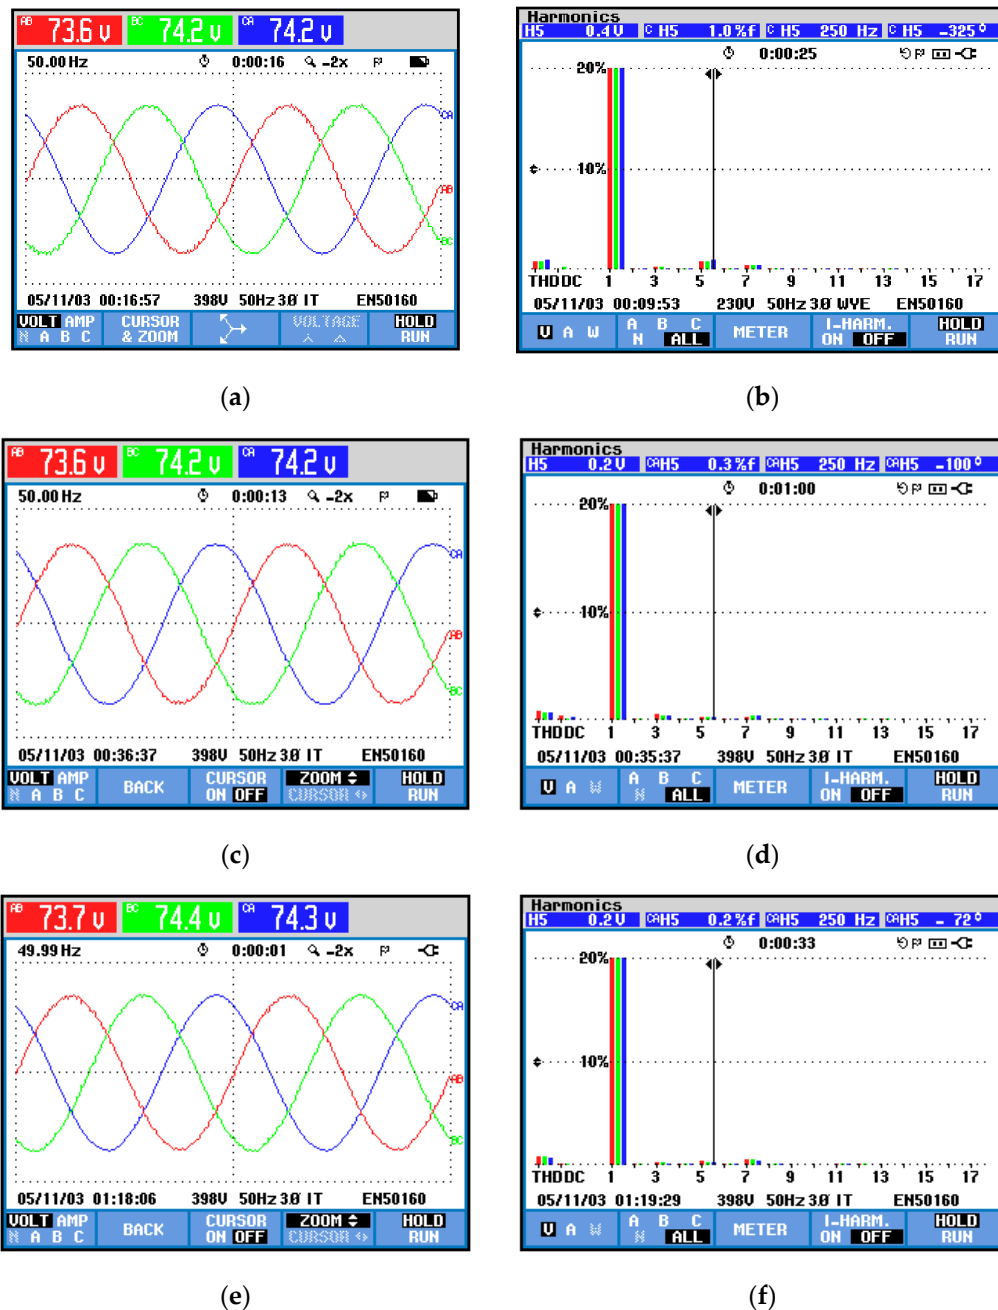 AB 73.6 V BC 74.2 V CA 74.2 V
50.00 Hz 0:00:16 -2x
CA
AB
BC
05/11/03 00:16:57 398V 50Hz 3Ø IT EN50160
VOLT AMP CURSOR VOLTAGE HOLD
N A B C & ZOOM RUN
(a)
Harmonics
H5 0.4 V C H5 1.0 %f C H5 250 Hz C H5 -325 °
0:00:25
20%
10%
THD DC 1 3 5 7 9 11 13 15 17
05/11/03 00:09:53 230V 50Hz 3Ø WYE EN50160
V A W A B C METER I-HARM. HOLD
N ALL ON OFF RUN
(b)
AB 73.6 V BC 74.2 V CA 74.2 V
50.00 Hz 0:00:13 -2x
CA
AB
BC
05/11/03 00:36:37 398V 50Hz 3Ø IT EN50160
VOLT AMP BACK CURSOR ZOOM HOLD
N A B C ON OFF CURSOR RUN
(c)
Harmonics
H5 0.2 V CAH5 0.3 %f CAH5 250 Hz CAH5 -100 °
0:01:00
20%
10%
THD DC 1 3 5 7 9 11 13 15 17
05/11/03 00:35:37 398V 50Hz 3Ø IT EN50160
V A W A B C METER I-HARM. HOLD
N ALL ON OFF RUN
(d)
AB 73.7 V BC 74.4 V CA 74.3 V
49.99 Hz 0:00:01 -2x
CA
AB
BC
05/11/03 01:18:06 398V 50Hz 3Ø IT EN50160
VOLT AMP BACK CURSOR ZOOM HOLD
N A B C ON OFF CURSOR RUN
(e)
Harmonics
H5 0.2 V CAH5 0.2 %f CAH5 250 Hz CAH5 - 72 °
0:00:33
20%
10%
THD DC 1 3 5 7 9 11 13 15 17
05/11/03 01:19:29 398V 50Hz 3Ø IT EN50160
V A W A B C METER I-HARM. HOLD
N ALL ON OFF RUN
(f)